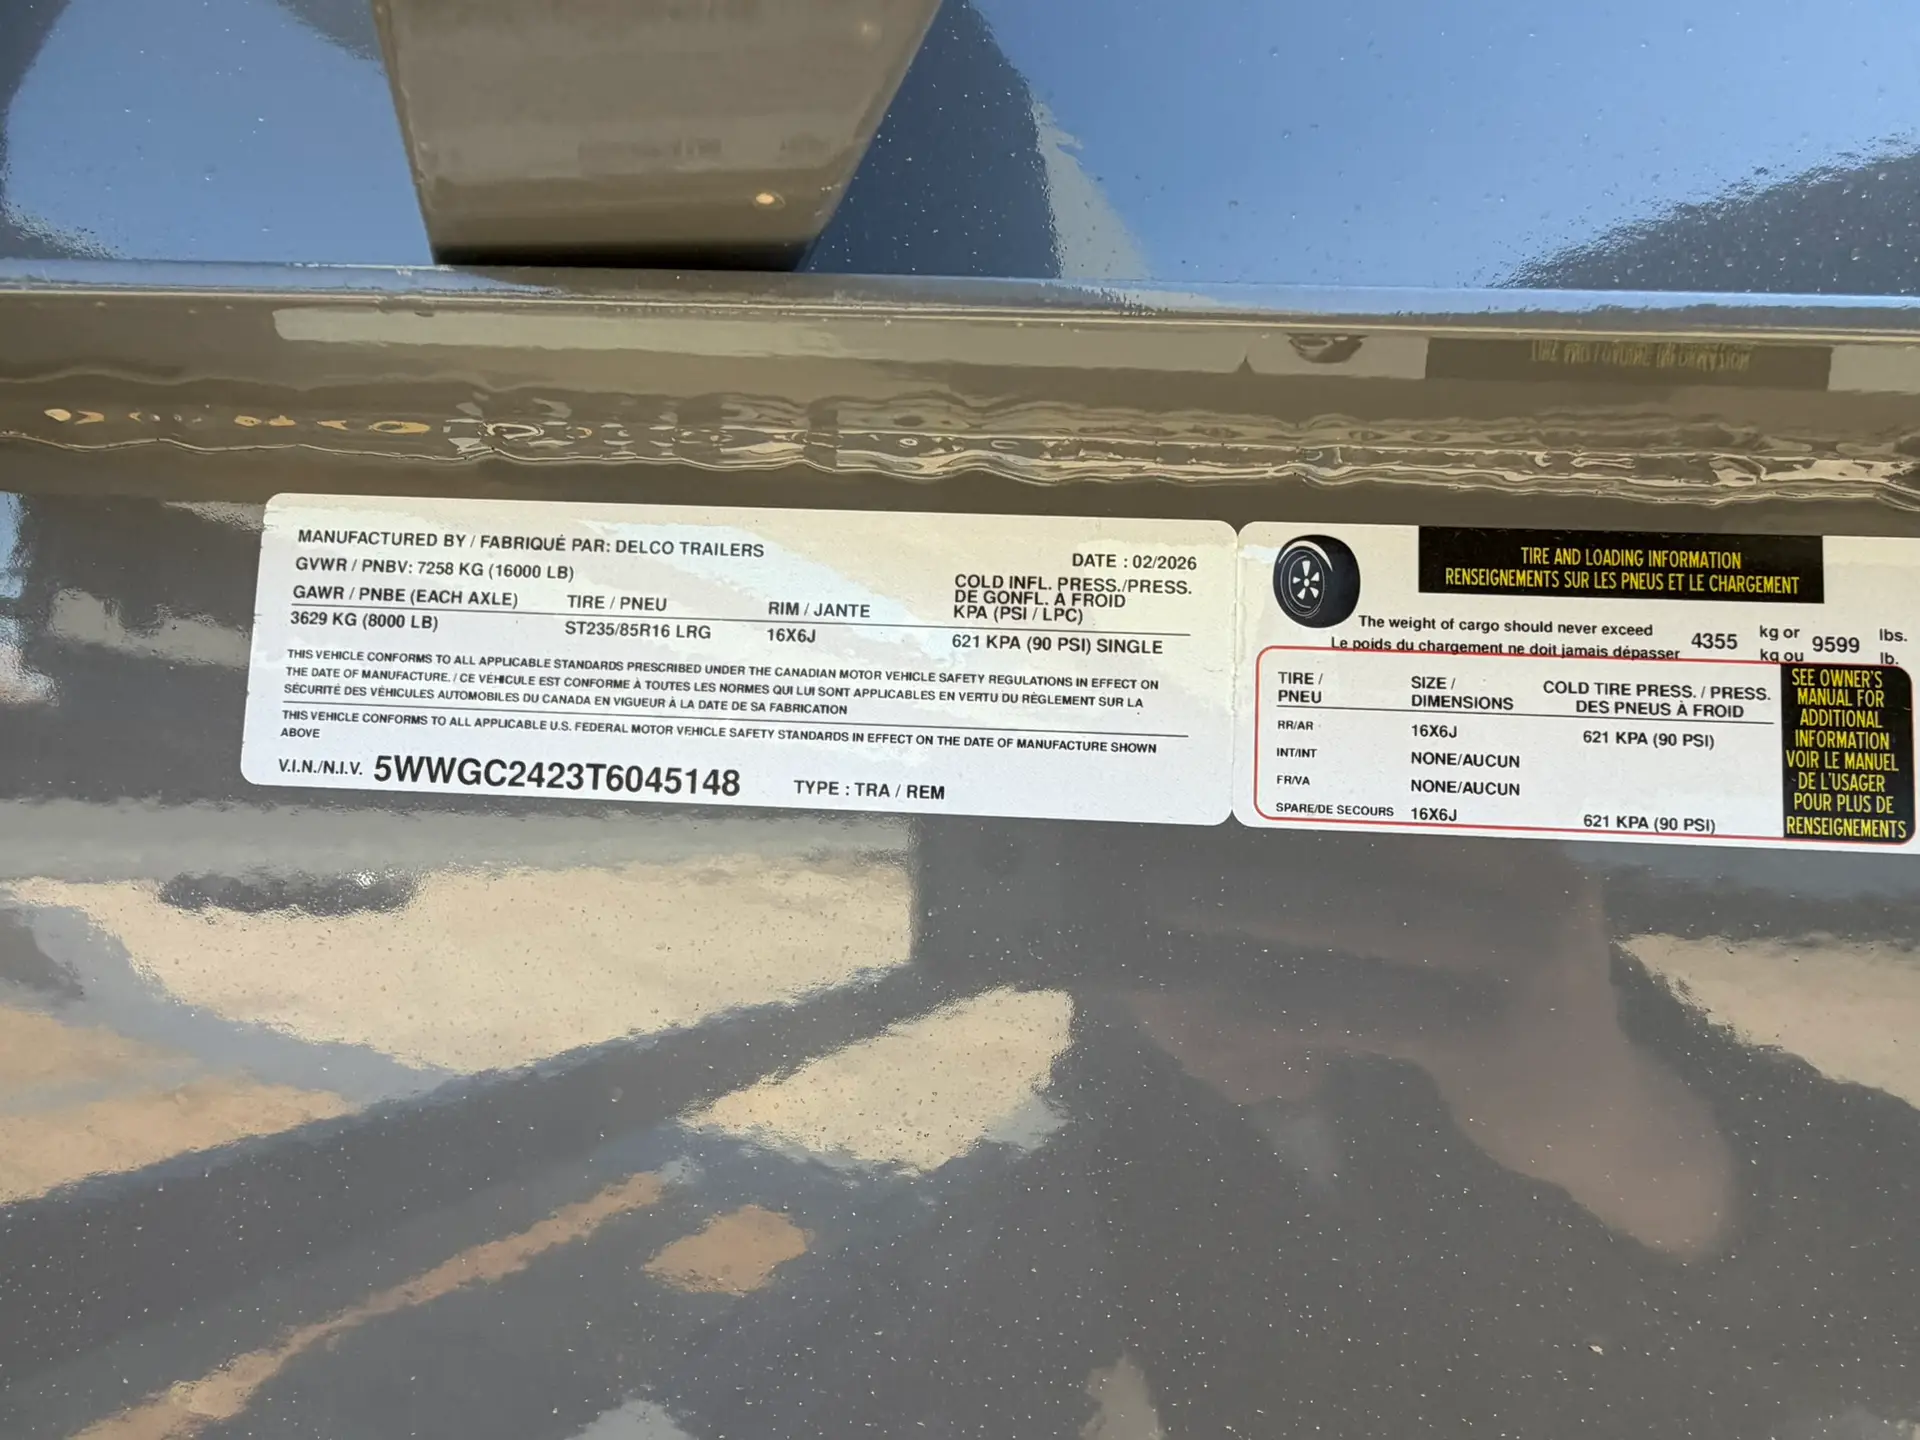 MANUFACTURED BY / FABRIQUÉ PAR: DELCO TRAILERS
DATE : 02/2026
GVWR / PNBV: 7258 KG (16000 LB)
GAWR / PNBE (EACH AXLE)
TIRE / PNEU
RIM / JANTE
COLD INFL. PRESS./PRESS.
DE GONFL. À FROID
KPA (PSI / LPC)
3629 KG (8000 LB)
ST235/85R16 LRG
16X6J
621 KPA (90 PSI) SINGLE
THIS VEHICLE CONFORMS TO ALL APPLICABLE STANDARDS PRESCRIBED UNDER THE CANADIAN MOTOR VEHICLE SAFETY REGULATIONS IN EFFECT ON
THE DATE OF MANUFACTURE. / CE VÉHICULE EST CONFORME À TOUTES LES NORMES QUI LUI SONT APPLICABLES EN VERTU DU RÈGLEMENT SUR LA
SÉCURITÉ DES VÉHICULES AUTOMOBILES DU CANADA EN VIGUEUR À LA DATE DE SA FABRICATION
THIS VEHICLE CONFORMS TO ALL APPLICABLE U.S. FEDERAL MOTOR VEHICLE SAFETY STANDARDS IN EFFECT ON THE DATE OF MANUFACTURE SHOWN
ABOVE
V.I.N./N.I.V. 5WWGC2423T6045148
TYPE : TRA / REM
TIRE AND LOADING INFORMATION
RENSEIGNEMENTS SUR LES PNEUS ET LE CHARGEMENT
The weight of cargo should never exceed
Le poids du chargement ne doit jamais dépasser
4355 kg or kg ou 9599 lbs. lb.
TIRE / PNEU
SIZE / DIMENSIONS
COLD TIRE PRESS. / PRESS. DES PNEUS À FROID
RR/AR 16X6J 621 KPA (90 PSI)
INT/INT NONE/AUCUN
FR/VA NONE/AUCUN
SPARE/DE SECOURS 16X6J 621 KPA (90 PSI)
SEE OWNER'S
MANUAL FOR
ADDITIONAL
INFORMATION
VOIR LE MANUEL
DE L'USAGER
POUR PLUS DE
RENSEIGNEMENTS